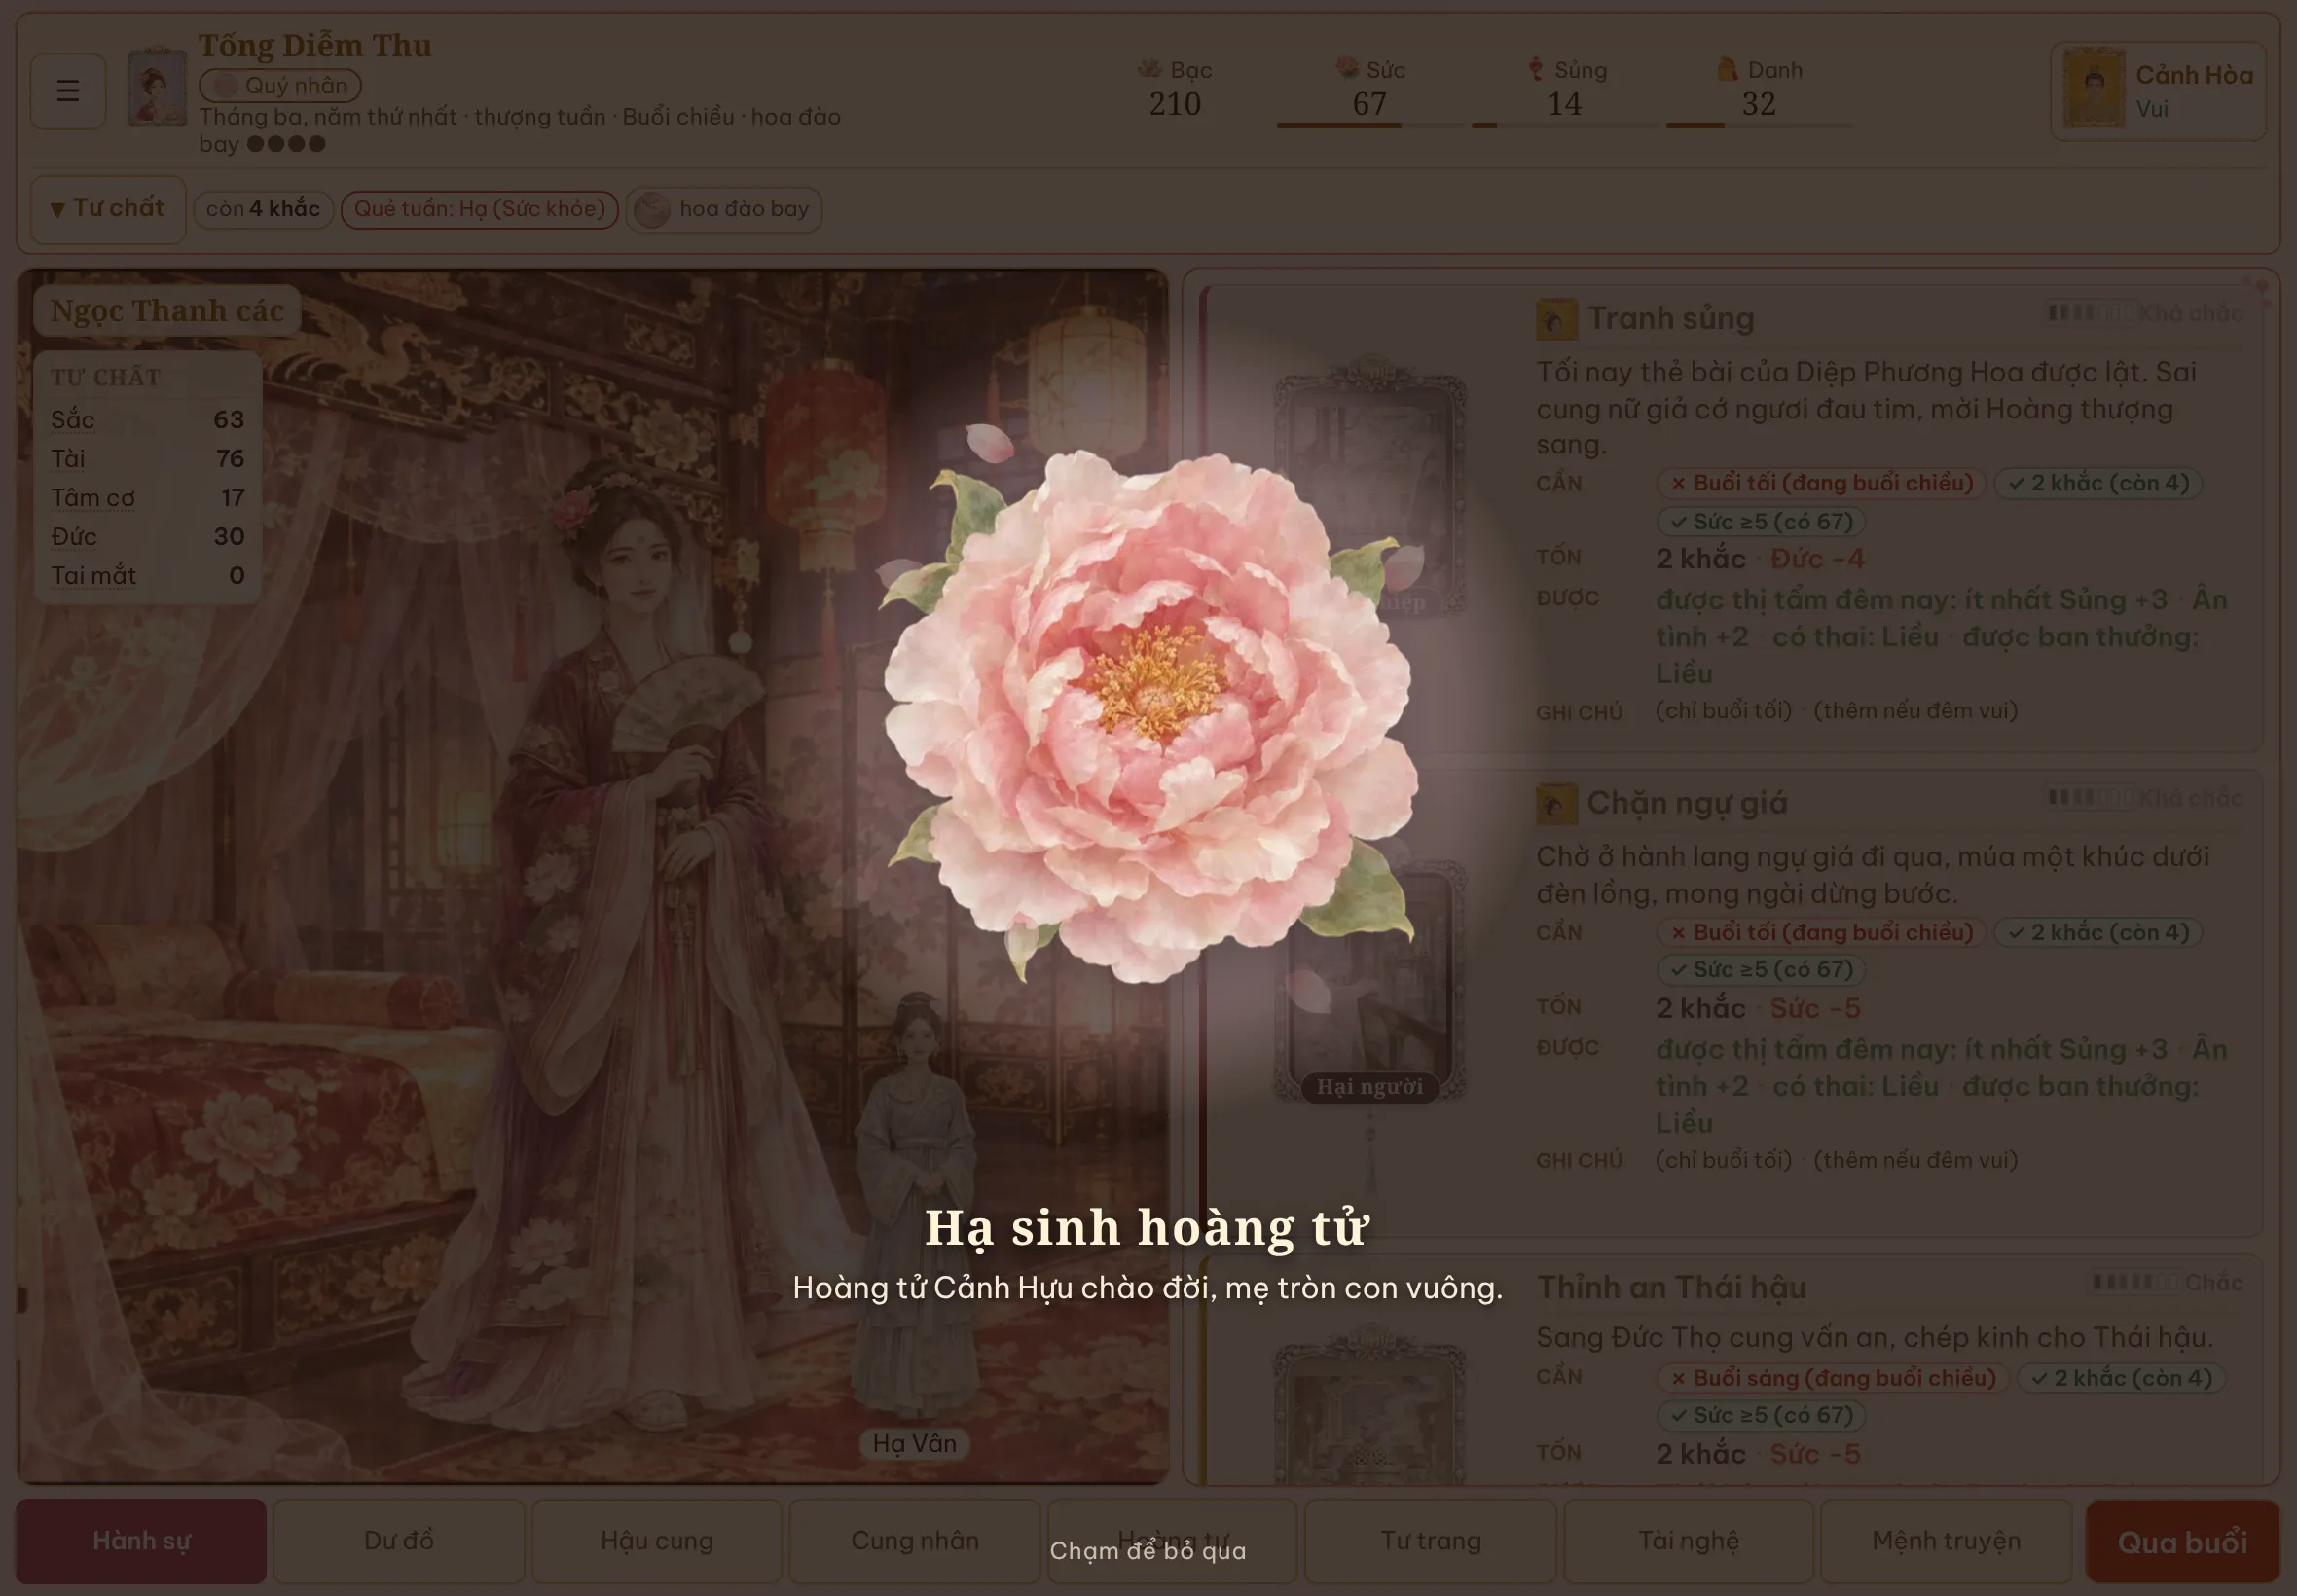 Tống Diễm Thu
Quý nhân
Tháng ba, năm thứ nhất · thượng tuần · Buổi chiều · hoa đào
bay
Bạc
210
Sức
67
Sủng
14
Danh
32
Cảnh Hòa
Vui
▼ Tư chất
còn 4 khắc
Quẻ tuần: Hạ (Sức khỏe)
hoa đào bay
Ngọc Thanh các
TƯ CHẤT
Sắc 63
Tài 76
Tâm cơ 17
Đức 30
Tai mắt 0
Hạ Vân
Tranh sủng
Khá chắc
Tối nay thẻ bài của Diệp Phương Hoa được lật. Sai
cung nữ giả cớ ngươi đau tim, mời Hoàng thượng
sang.
CẦN × Buổi tối (đang buổi chiều) ✓ 2 khắc (còn 4)
✓ Sức ≥5 (có 67)
TỐN 2 khắc · Đức -4
ĐƯỢC được thị tẩm đêm nay: ít nhất Sủng +3 · Ân
tình +2 · có thai: Liều · được ban thưởng:
Liều
GHI CHÚ (chỉ buổi tối) · (thêm nếu đêm vui)
Chặn ngự giá
Khá chắc
Chờ ở hành lang ngự giá đi qua, múa một khúc dưới
đèn lồng, mong ngài dừng bước.
CẦN × Buổi tối (đang buổi chiều) ✓ 2 khắc (còn 4)
✓ Sức ≥5 (có 67)
TỐN 2 khắc · Sức -5
ĐƯỢC được thị tẩm đêm nay: ít nhất Sủng +3 · Ân
tình +2 · có thai: Liều · được ban thưởng:
Liều
GHI CHÚ (chỉ buổi tối) · (thêm nếu đêm vui)
Hại người
Thỉnh an Thái hậu
Chắc
Sang Đức Thọ cung vấn an, chép kinh cho Thái hậu.
CẦN × Buổi sáng (đang buổi chiều) ✓ 2 khắc (còn 4)
✓ Sức ≥5 (có 67)
TỐN 2 khắc · Sức -5
Hạ sinh hoàng tử
Hoàng tử Cảnh Hựu chào đời, mẹ tròn con vuông.
Hành sự
Dư đồ
Hậu cung
Cung nhân
Hoàng tự
Chạm để bỏ qua
Tư trang
Tài nghệ
Mệnh truyện
Qua buổi